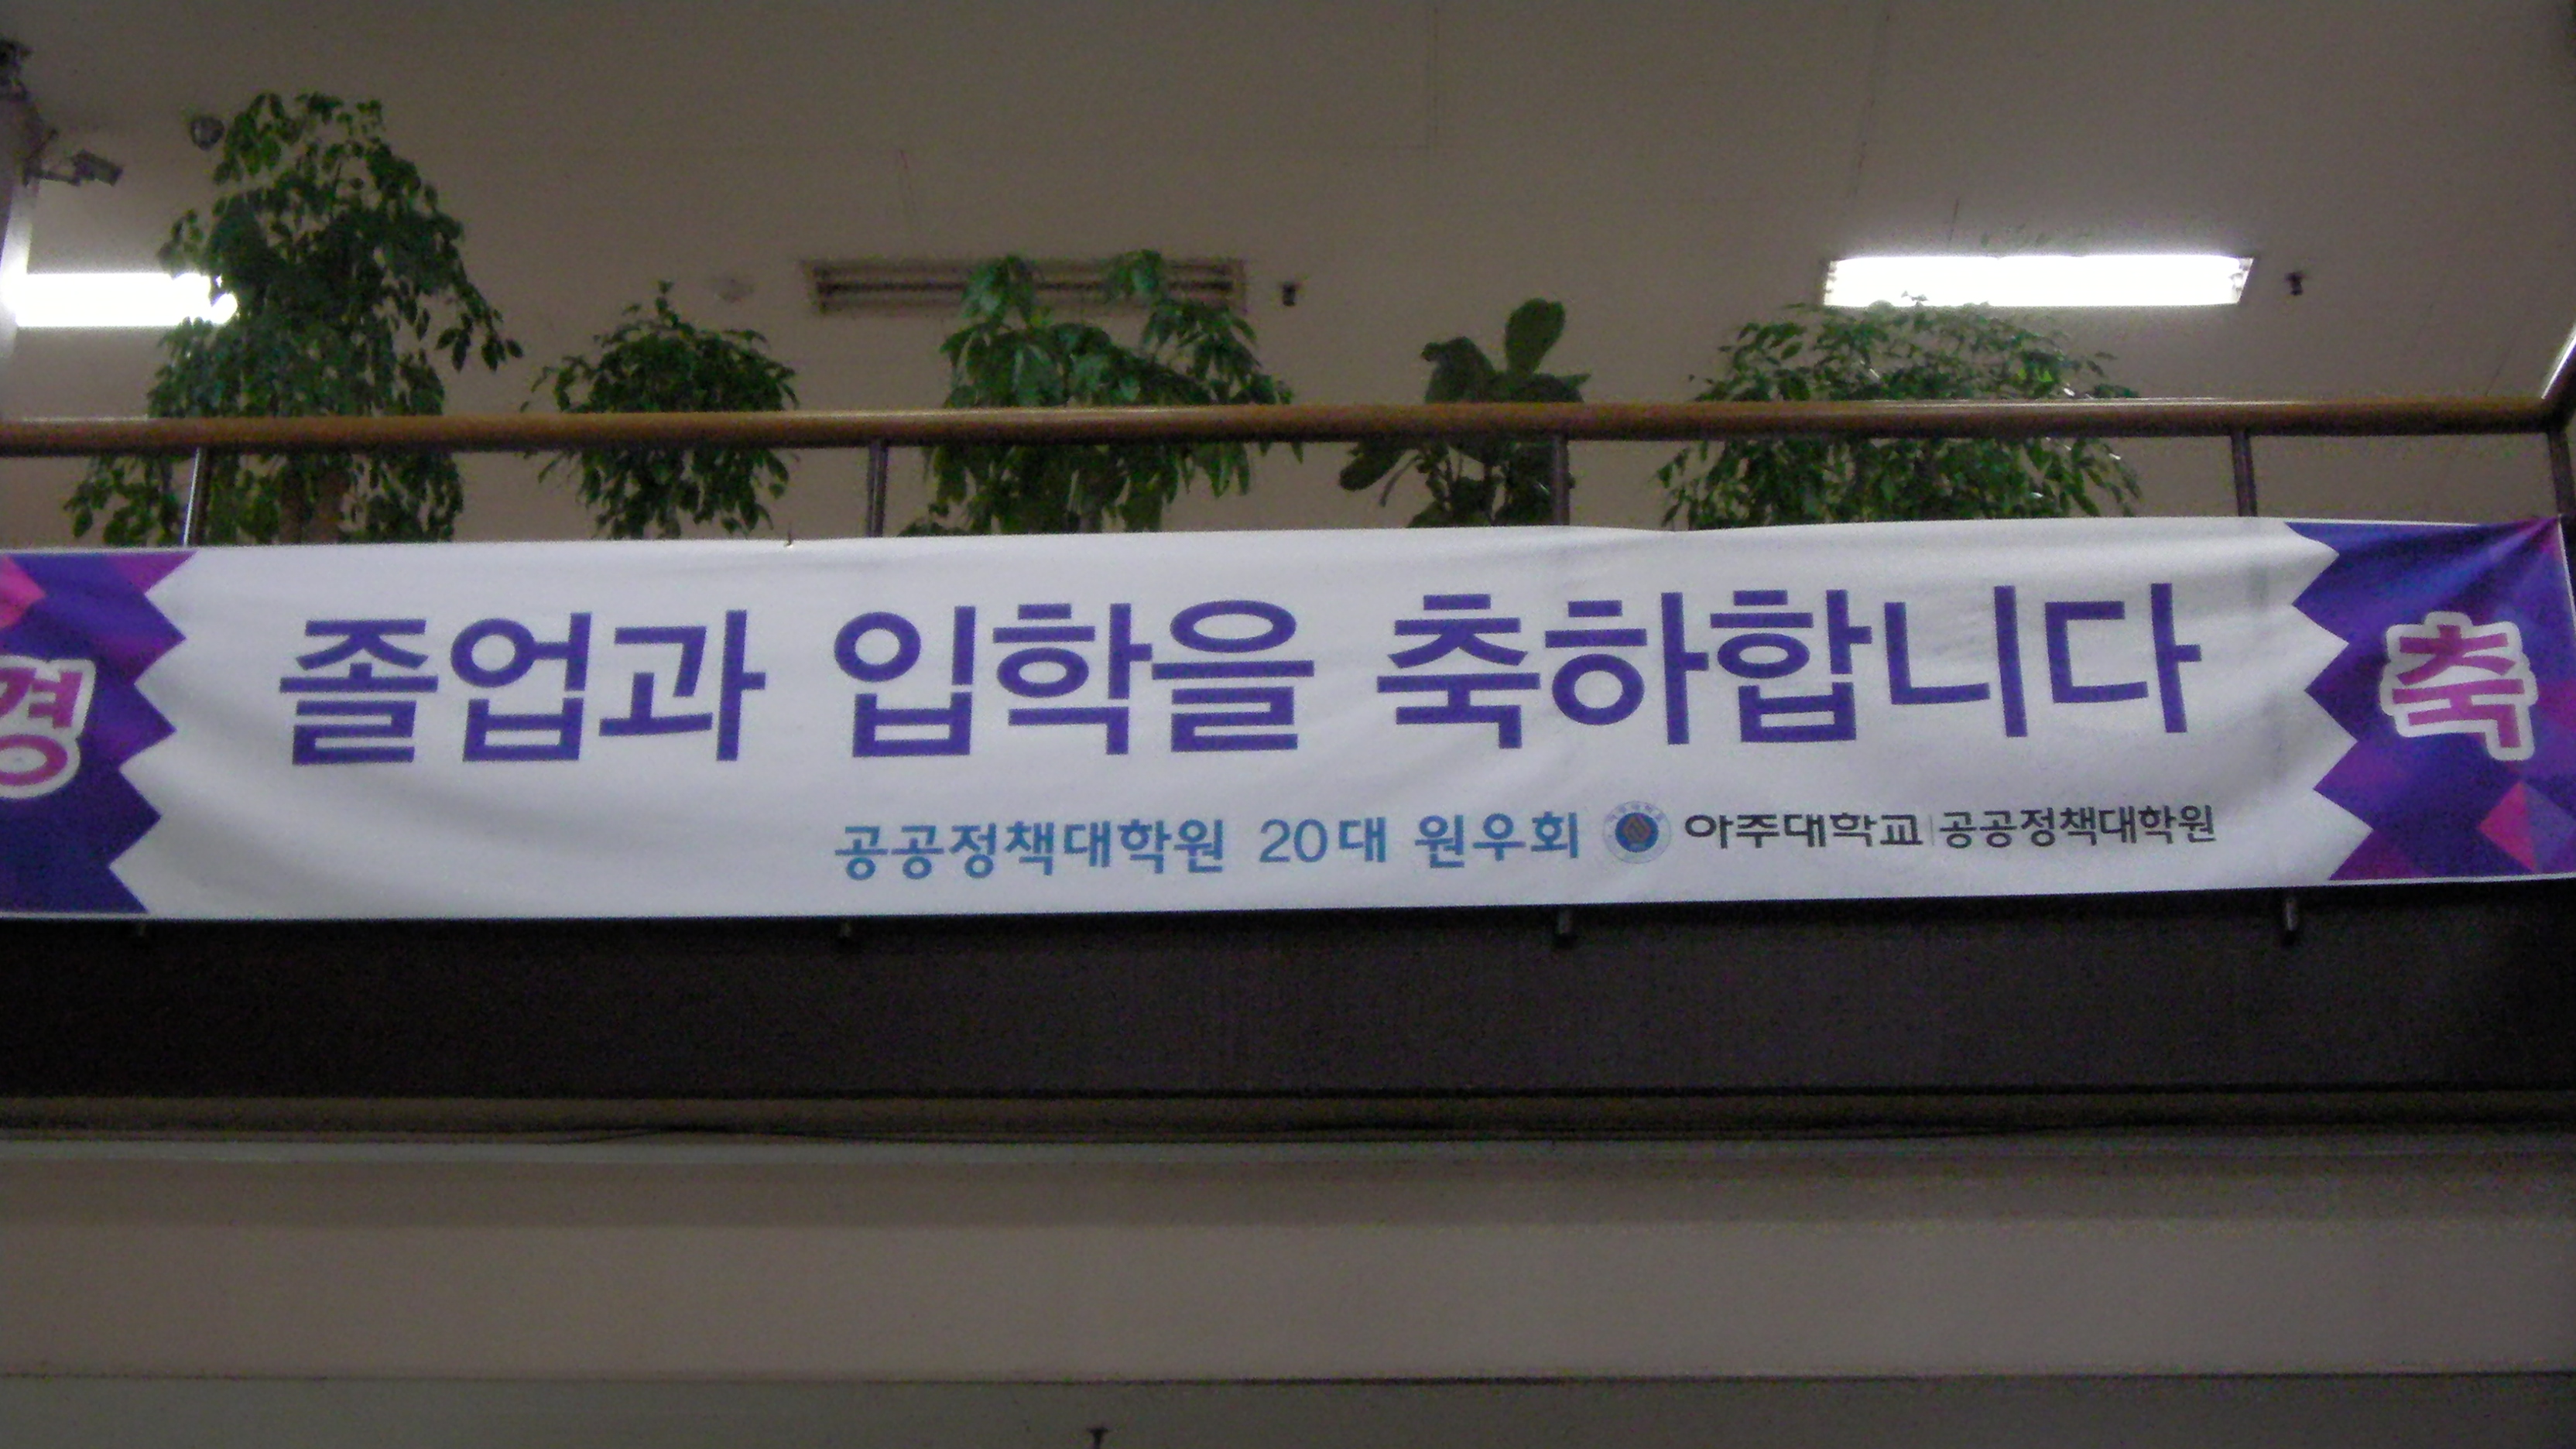 경
졸업과 입학을 축하합니다
축
공공정책대학원 20대 원우회 아주대학교 공공정책대학원